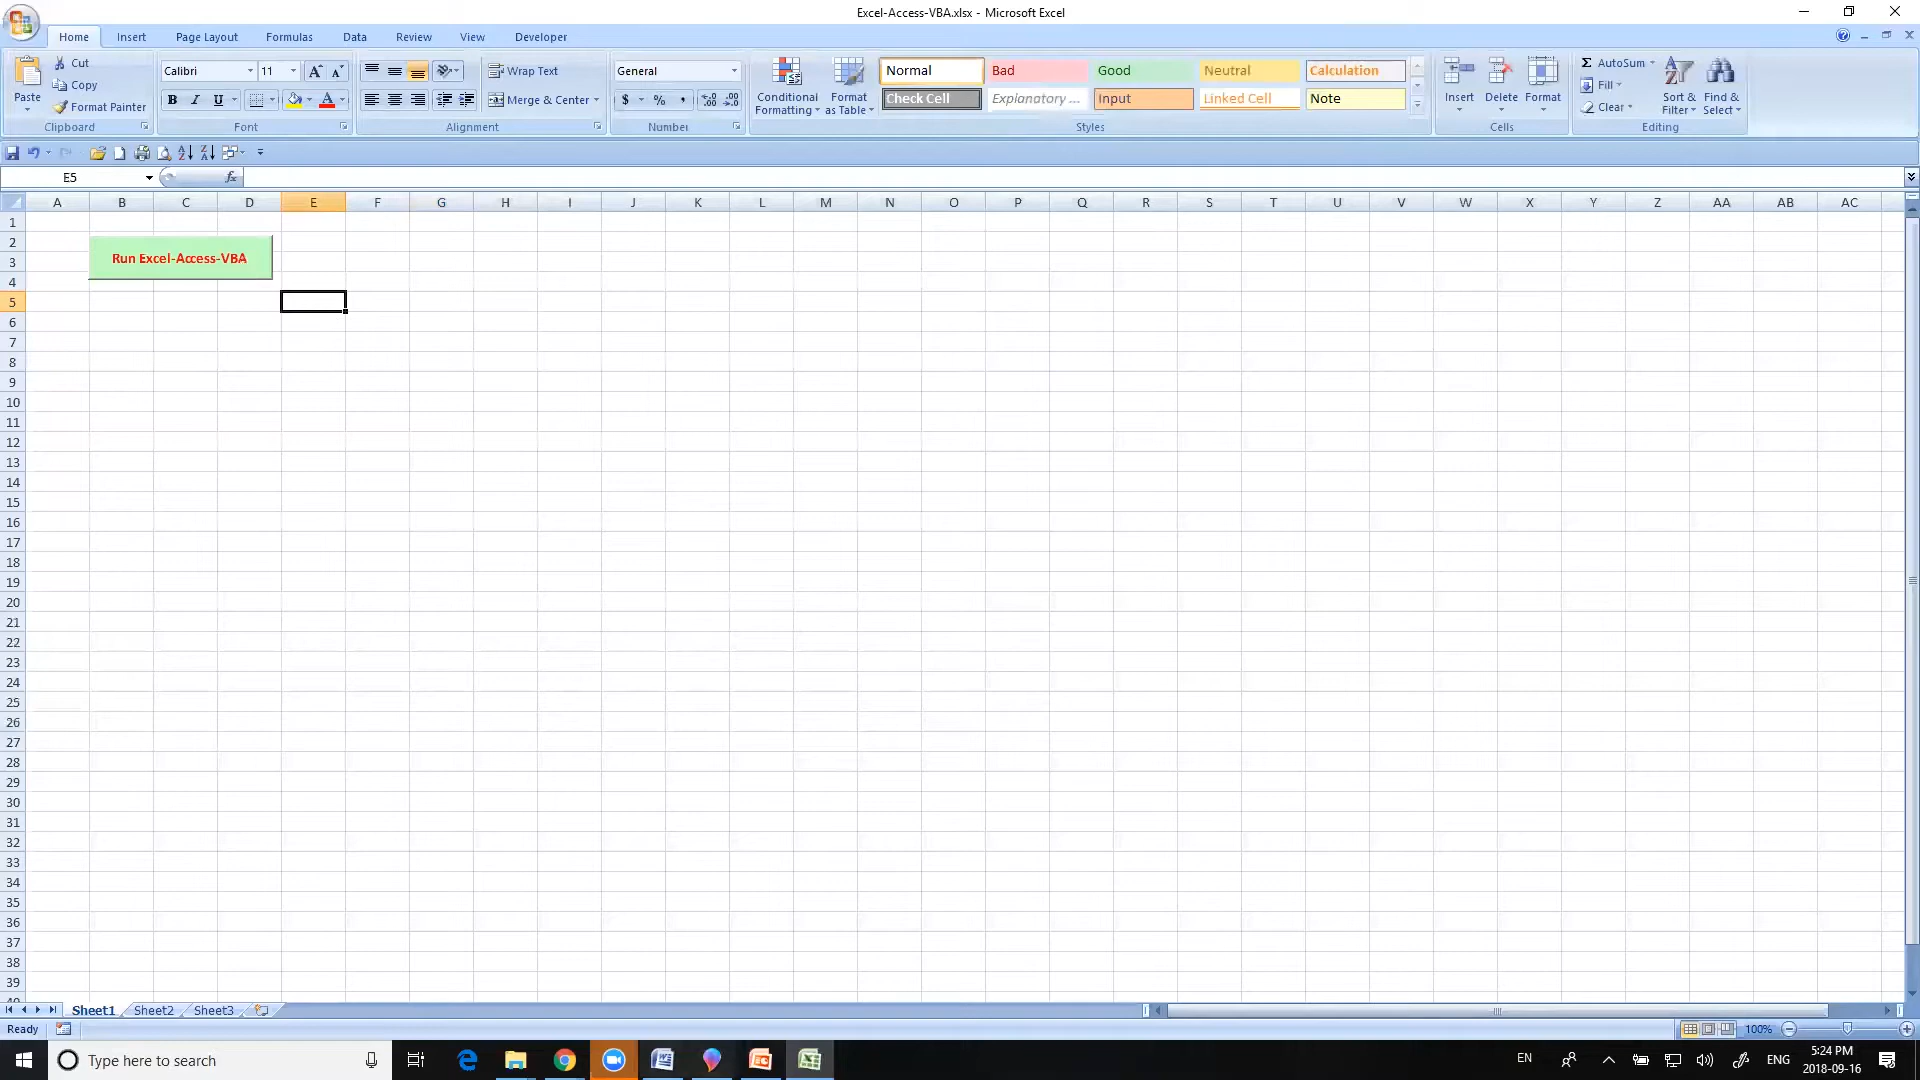 Excel-Access-VBA.xlsx - Microsoft Excel
Home Insert Page Layout Formulas Data Review View Developer
Paste
Cut
Copy
Format Painter
Clipboard
Calibri 11
B I U
Font
Wrap Text
Merge & Center
Alignment
General
$ % ,
Number
Conditional Formatting
Format as Table
Normal Bad Good Neutral Calculation
Check Cell Explanatory ... Input Linked Cell Note
Styles
Insert Delete Format
Cells
Σ AutoSum
Fill
Clear
Sort & Filter
Find & Select
Editing
E5 fx
A B C D E F G H I J K L M N O P Q R S T U V W X Y Z AA AB AC
1
2
Run Excel-Access-VBA
3
4
5
6
7
8
9
10
11
12
13
14
15
16
17
18
19
20
21
22
23
24
25
26
27
28
29
30
31
32
33
34
35
36
37
38
39
Sheet1 Sheet2 Sheet3
Ready 100%
Type here to search
EN ENG 5:24 PM
2018-09-16